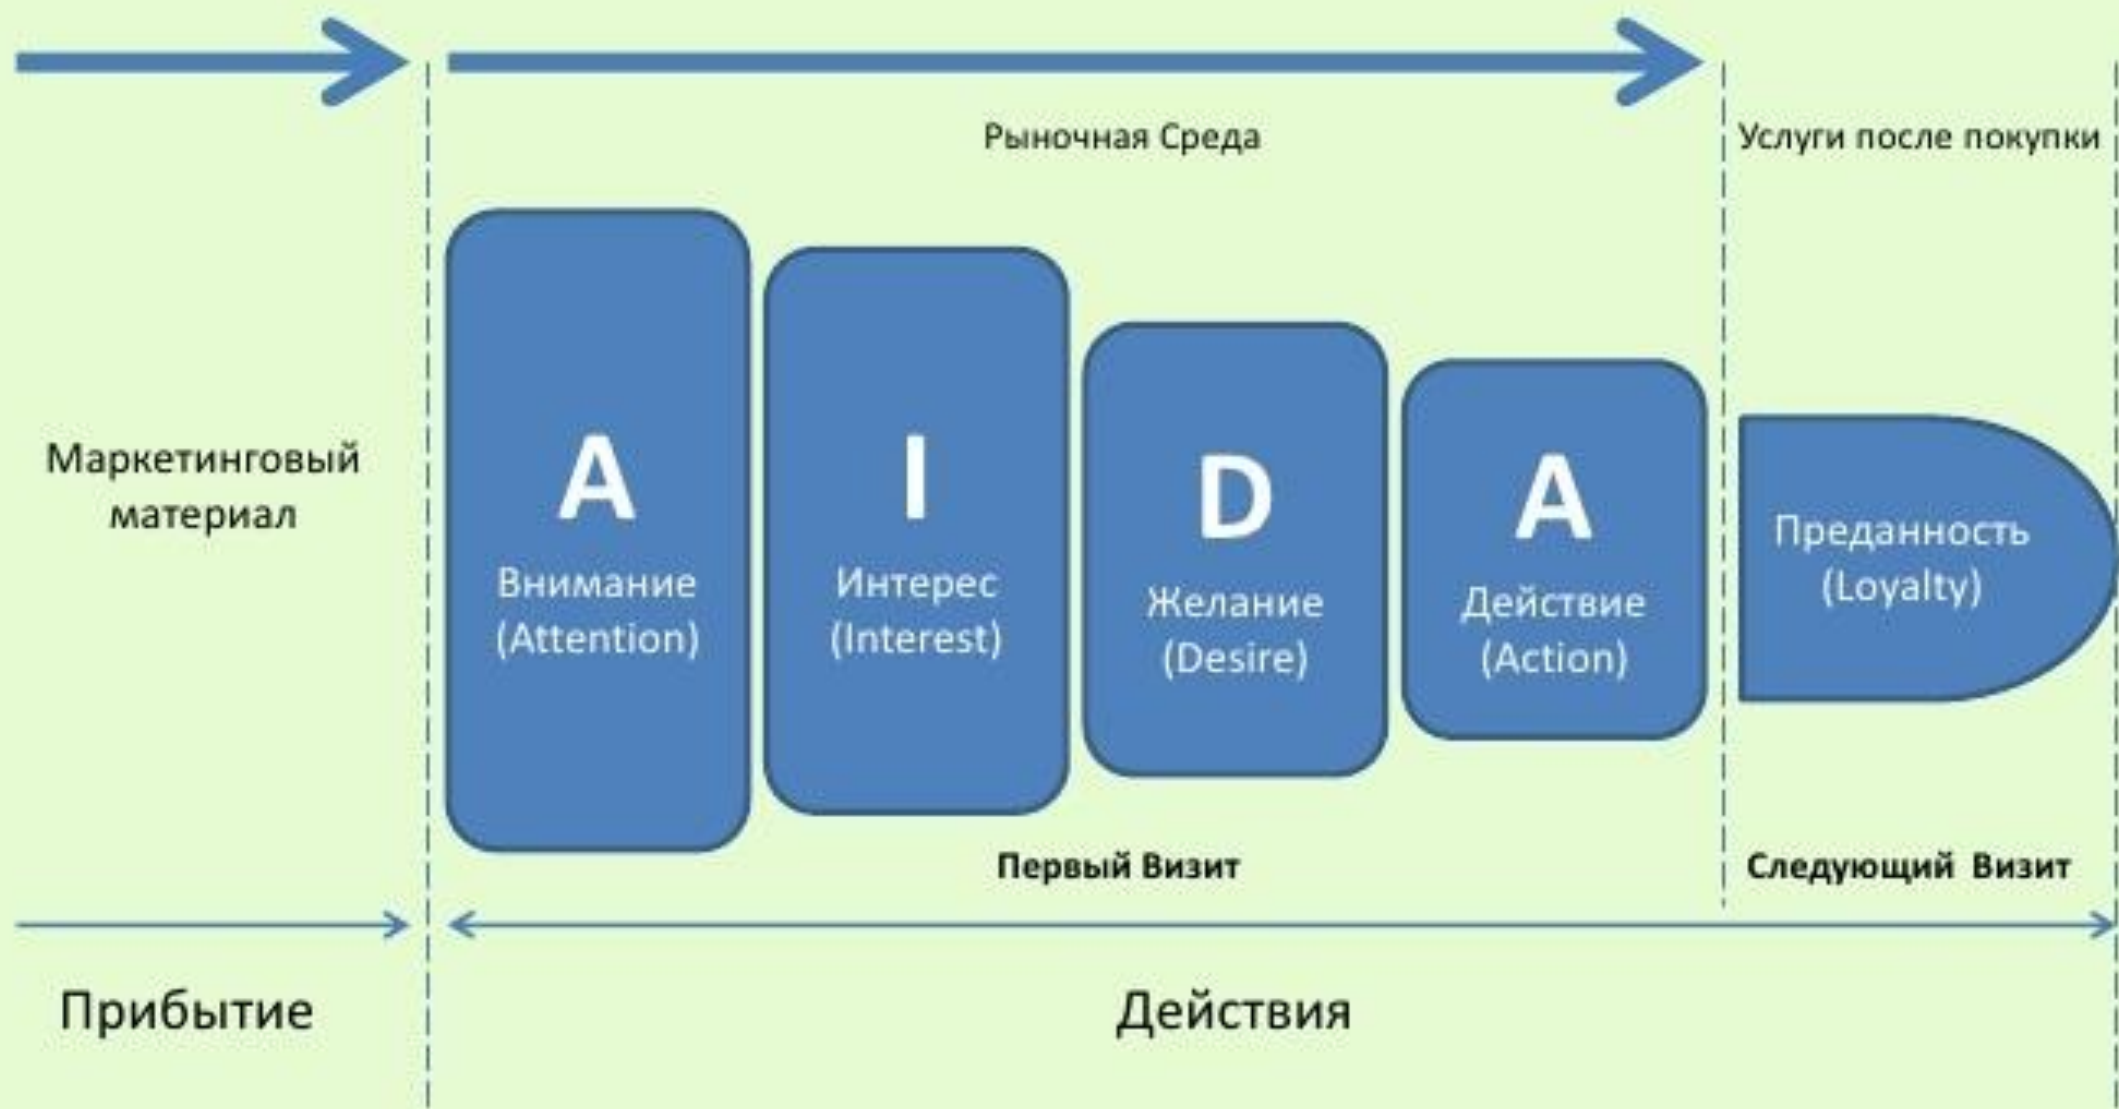 Рыночная Среда
Услуги после покупки
Маркетинговый
материал
A
Внимание
(Attention)
I
Интерес
(Interest)
D
Желание
(Desire)
A
Действие
(Action)
Преданность
(Loyalty)
Первый Визит
Следующий Визит
Прибытие
Действия